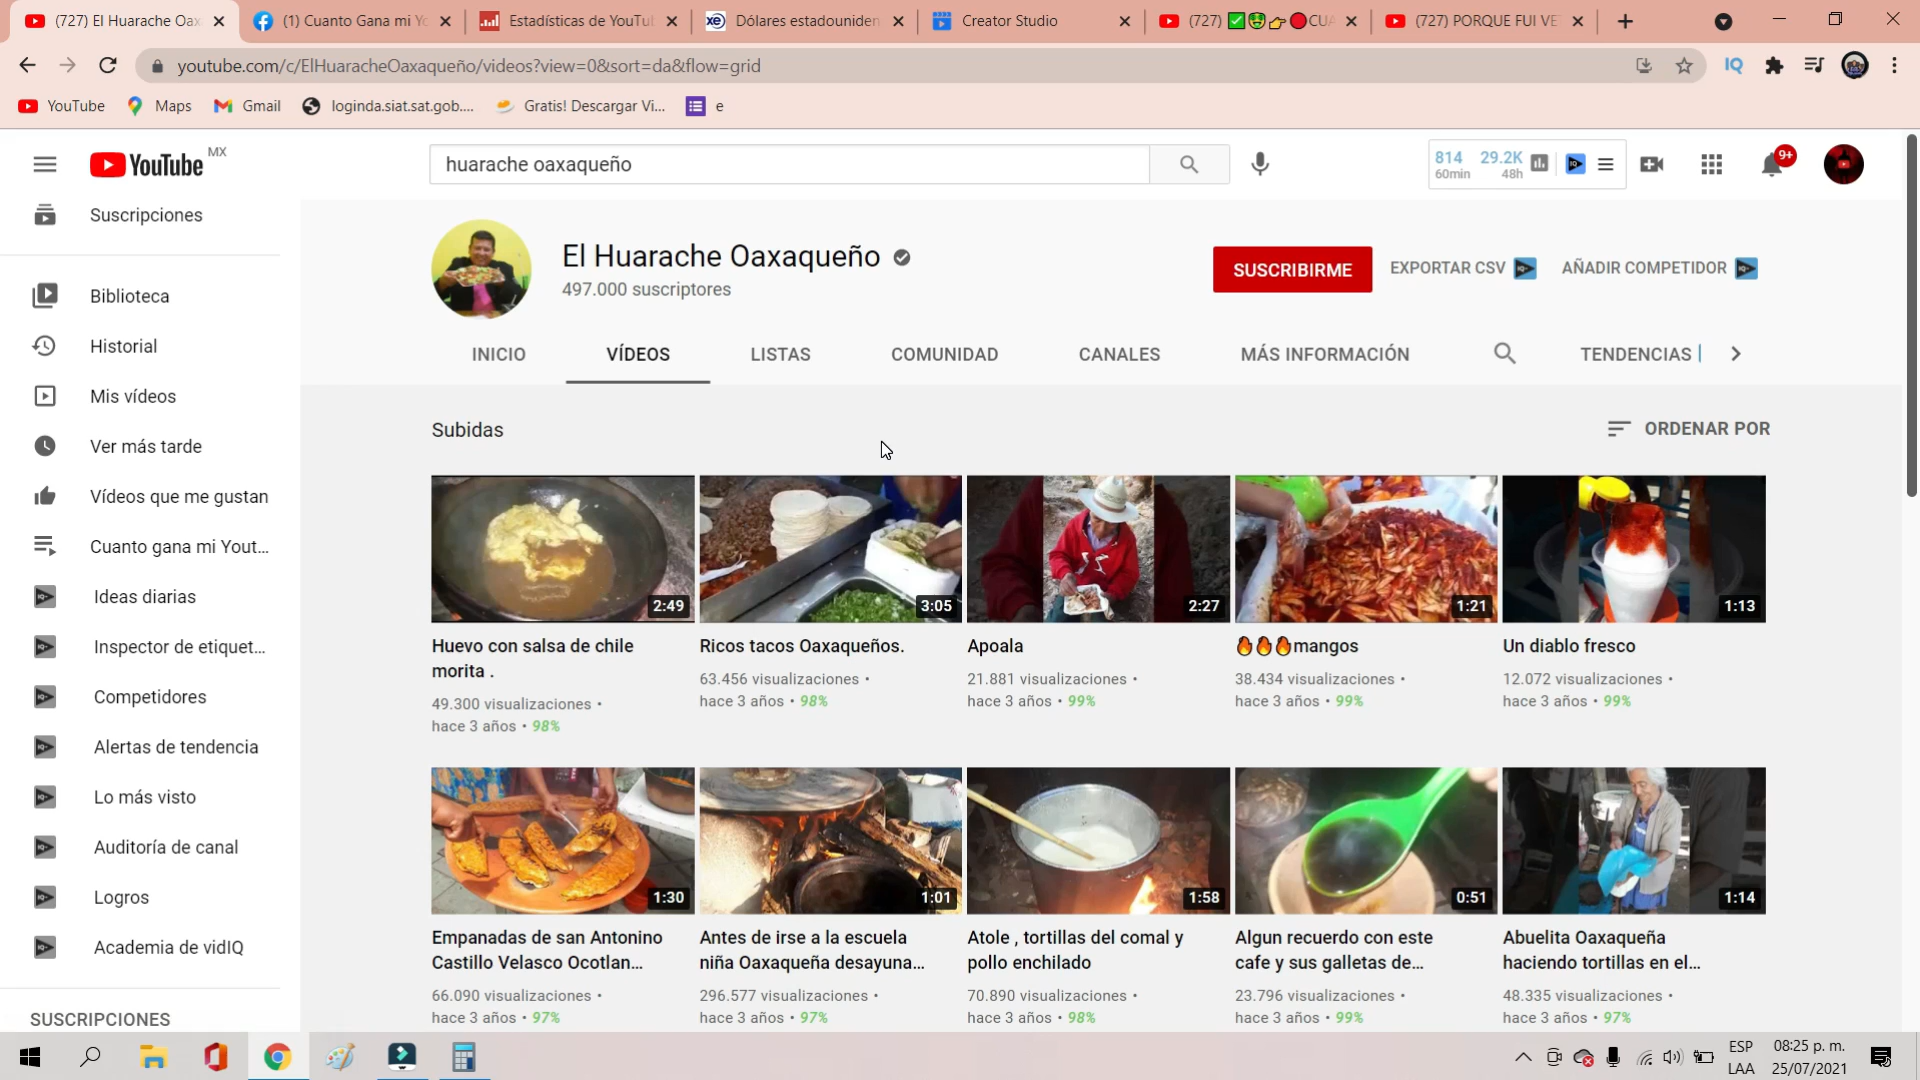 (727) El Huarache Oax
(1) Cuanto Gana mi Yo
Estadísticas de YouTu
Dólares estadouniden
Creator Studio
(727) ✅🤑👉🔴CUA
(727) PORQUE FUI VE
youtube.com/c/ElHuaracheOaxaqueño/videos?view=0&sort=da&flow=grid
YouTube
Maps
Gmail
loginda.siat.sat.gob....
Gratis! Descargar Vi...
e
YouTube MX
huarache oaxaqueño
814 29.2K
60min 48h
9+
Suscripciones
Biblioteca
Historial
Mis vídeos
Ver más tarde
Vídeos que me gustan
Cuanto gana mi Yout...
Ideas diarias
Inspector de etiquet...
Competidores
Alertas de tendencia
Lo más visto
Auditoría de canal
Logros
Academia de vidIQ
SUSCRIPCIONES
El Huarache Oaxaqueño
497.000 suscriptores
SUSCRIBIRME
EXPORTAR CSV
AÑADIR COMPETIDOR
INICIO
VÍDEOS
LISTAS
COMUNIDAD
CANALES
MÁS INFORMACIÓN
TENDENCIAS
Subidas
ORDENAR POR
2:49
Huevo con salsa de chile
morita .
49.300 visualizaciones •
hace 3 años • 98%
3:05
Ricos tacos Oaxaqueños.
63.456 visualizaciones •
hace 3 años • 98%
2:27
Apoala
21.881 visualizaciones •
hace 3 años • 99%
1:21
🔥🔥🔥mangos
38.434 visualizaciones •
hace 3 años • 99%
1:13
Un diablo fresco
12.072 visualizaciones •
hace 3 años • 99%
1:30
Empanadas de san Antonino
Castillo Velasco Ocotlan...
66.090 visualizaciones •
hace 3 años • 97%
1:01
Antes de irse a la escuela
niña Oaxaqueña desayuna...
296.577 visualizaciones •
hace 3 años • 97%
1:58
Atole , tortillas del comal y
pollo enchilado
70.890 visualizaciones •
hace 3 años • 98%
0:51
Algun recuerdo con este
cafe y sus galletas de...
23.796 visualizaciones •
hace 3 años • 99%
1:14
Abuelita Oaxaqueña
haciendo tortillas en el...
48.335 visualizaciones •
hace 3 años • 97%
ESP
LAA
08:25 p. m.
25/07/2021